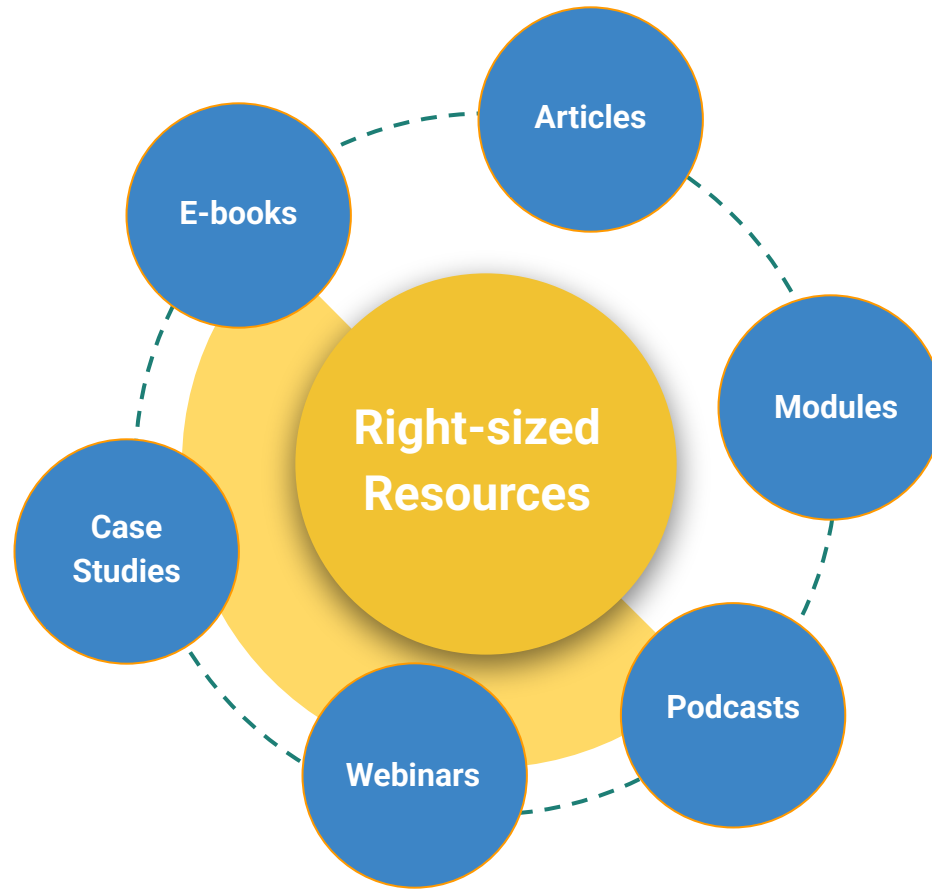 Articles
E-books
Modules
Right-sized
Resources
Case
Studies
Podcasts
Webinars